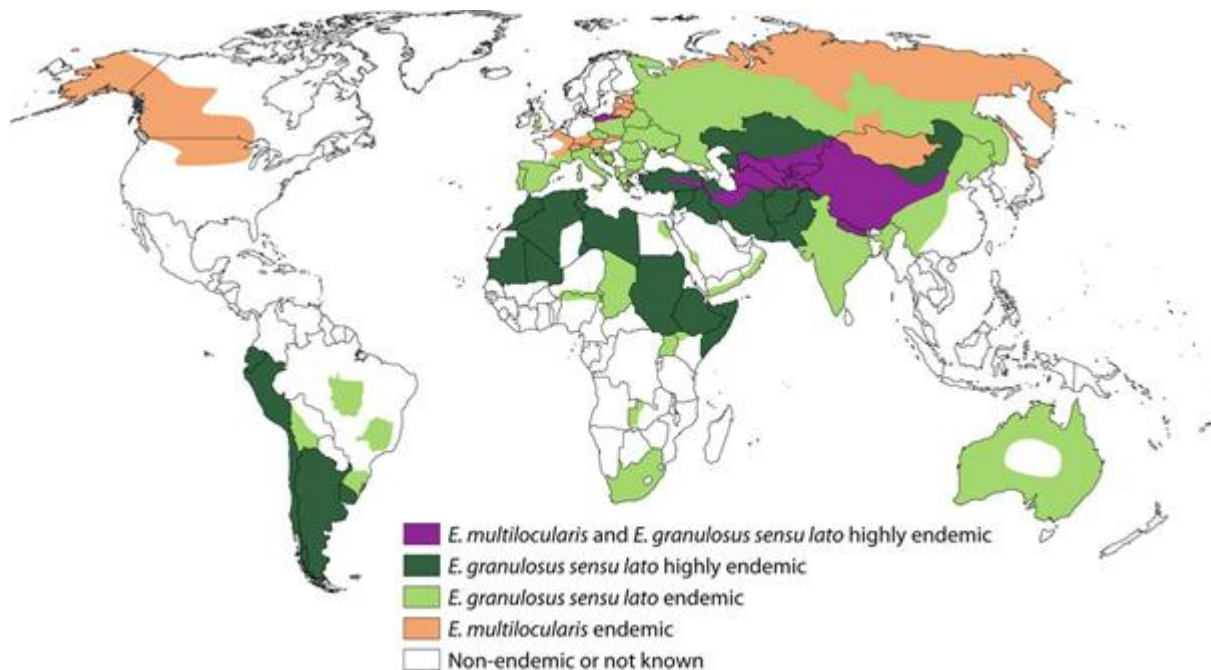 E. multilocularis and E. granulosus sensu lato highly endemic
E. granulosus sensu lato highly endemic
E. granulosus sensu lato endemic
E. multilocularis endemic
Non-endemic or not known